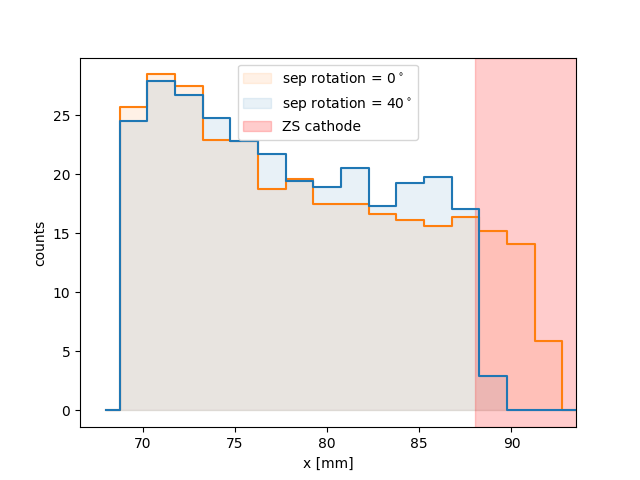 sep rotation = 0°
sep rotation = 40°
ZS cathode
counts
25
20
15
10
5
0
70 75 80 85 90
x [mm]